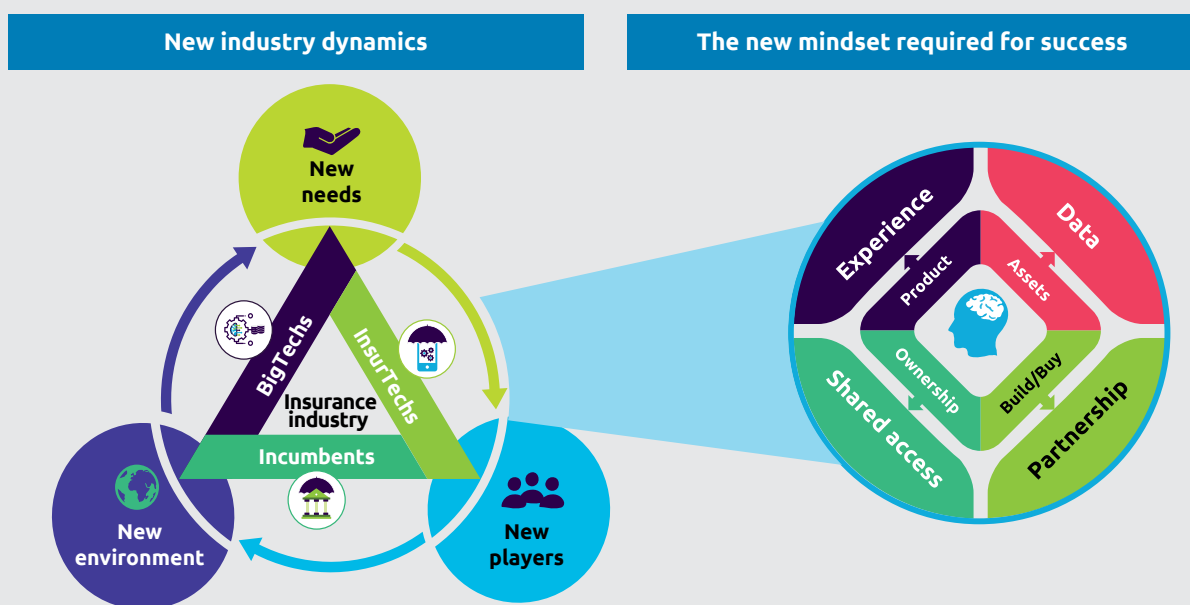 New industry dynamics
The new mindset required for success
New
needs
BigTechs
InsurTechs
Insurance
industry
Incumbents
New
environment
New
players
Experience
Data
Product
Assets
Ownership
Build/Buy
Shared access
Partnership